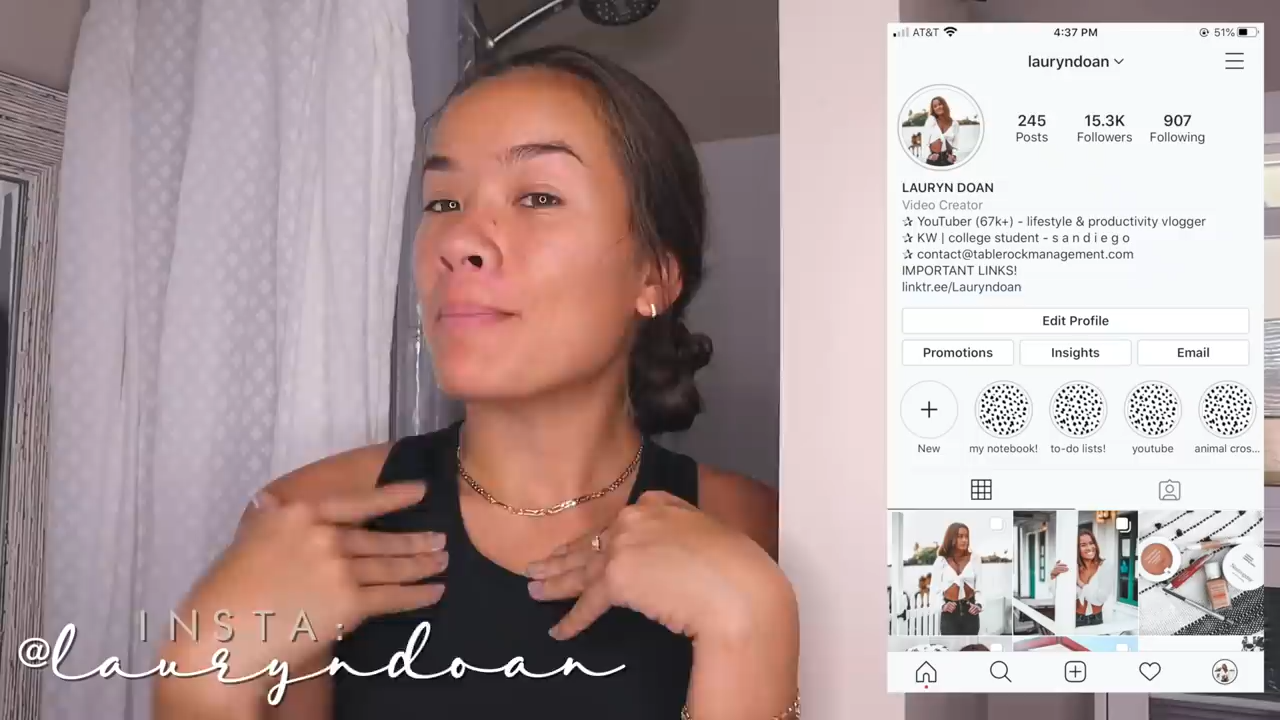 INSTA:
@lauryndoan
AT&T 4:37 PM 51%
lauryndoan
245 15.3K 907
Posts Followers Following
LAURYN DOAN
Video Creator
✰ YouTuber (67k+) - lifestyle & productivity vlogger
✰ KW | college student - s a n d i e g o
✰ contact@tablerockmanagement.com
IMPORTANT LINKS!
linktr.ee/Lauryndoan
Edit Profile
Promotions Insights Email
New my notebook! to-do lists! youtube animal cros...